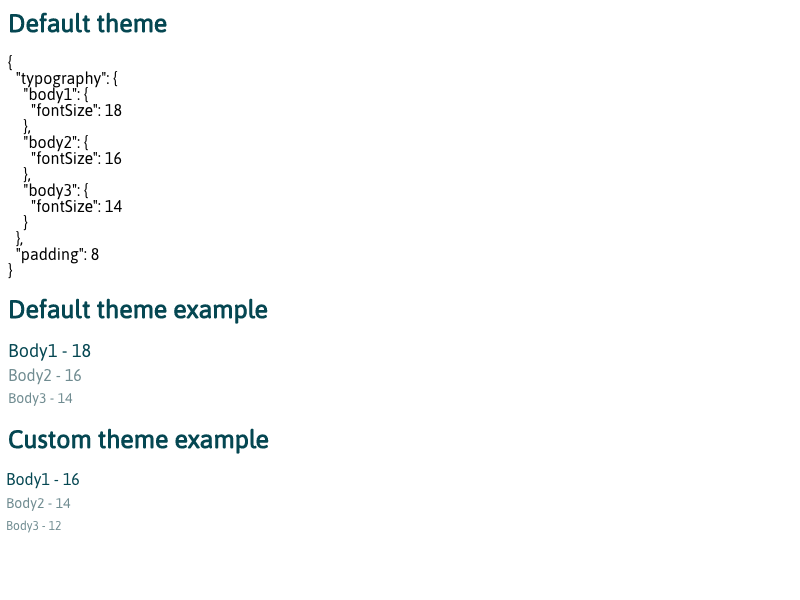 Default theme
{
"typography": {
"body1": {
"fontSize": 18
},
"body2": {
"fontSize": 16
},
"body3": {
"fontSize": 14
}
},
"padding": 8
}
Default theme example
Body1 - 18
Body2 - 16
Body3 - 14
Custom theme example
Body1 - 16
Body2 - 14
Body3 - 12